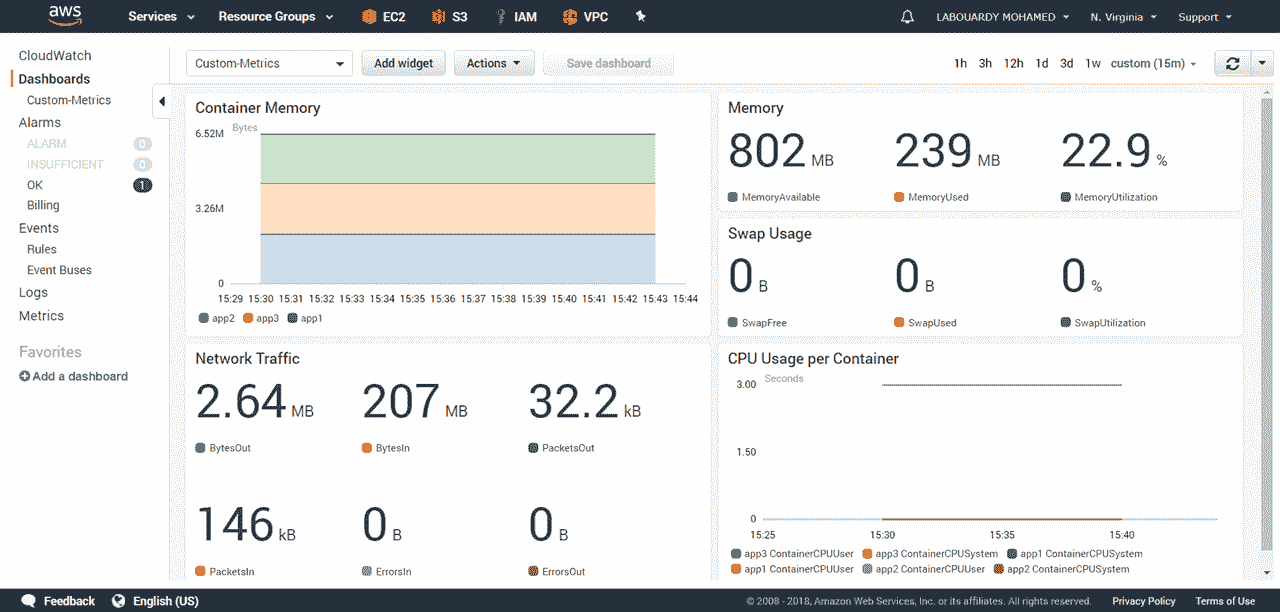 aws Services Resource Groups EC2 S3 IAM VPC LABOUARDY MOHAMED N. Virginia Support
CloudWatch
Dashboards
Custom-Metrics
Alarms
ALARM 0
INSUFFICIENT 0
OK 1
Billing
Events
Rules
Event Buses
Logs
Metrics
Favorites
Add a dashboard
Custom-Metrics Add widget Actions Save dashboard 1h 3h 12h 1d 3d 1w custom (15m)
Container Memory
Bytes
6.52M
3.26M
0
15:29 15:30 15:31 15:32 15:33 15:34 15:35 15:36 15:37 15:38 15:39 15:40 15:41 15:42 15:43 15:44
app2 app3 app1
Memory
802 MB 239 MB 22.9 %
MemoryAvailable MemoryUsed MemoryUtilization
Swap Usage
0 B 0 B 0 %
SwapFree SwapUsed SwapUtilization
Network Traffic
2.64 MB 207 MB 32.2 kB
BytesOut BytesIn PacketsOut
146 kB 0 B 0 B
PacketsIn ErrorsIn ErrorsOut
CPU Usage per Container
Seconds
3.00
1.50
0
15:25 15:30 15:35 15:40
app3 ContainerCPUUser app3 ContainerCPUSystem app1 ContainerCPUSystem
app1 ContainerCPUUser app2 ContainerCPUUser app2 ContainerCPUSystem
Feedback English (US) © 2008 - 2018, Amazon Web Services, Inc. or its affiliates. All rights reserved. Privacy Policy Terms of Use